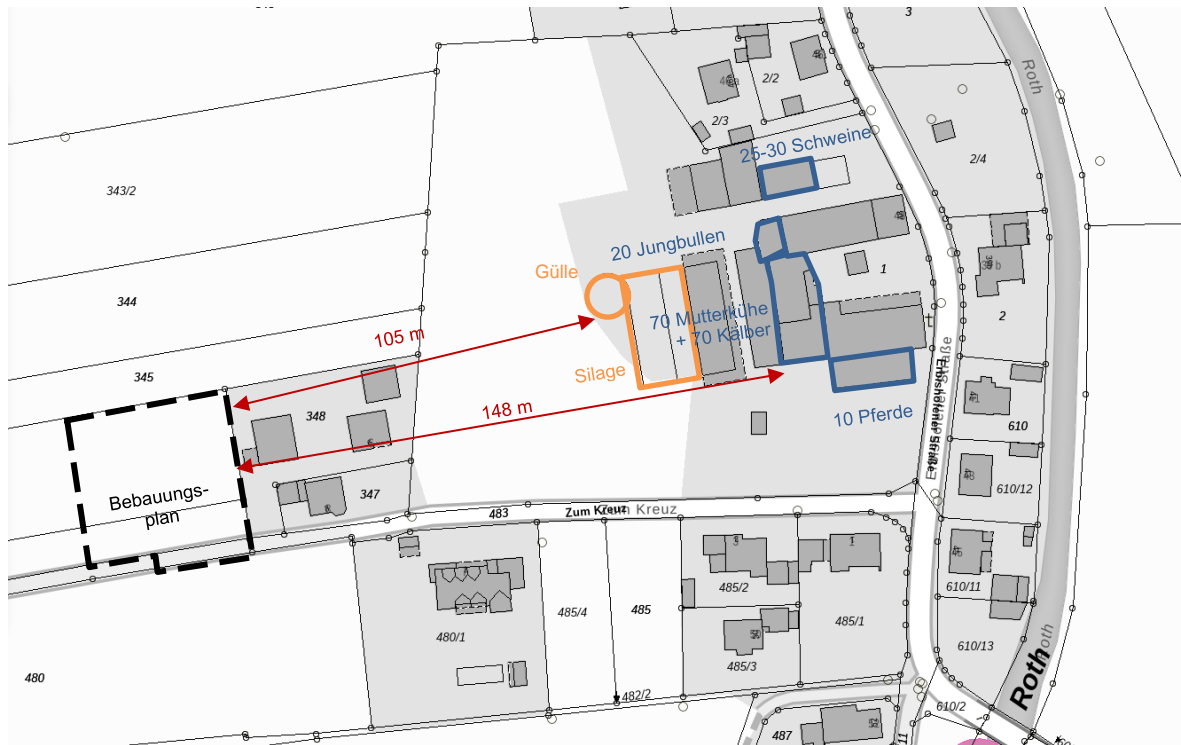 3
Roth
2/2
2/3
25-30 Schweine
2/4
343/2
20 Jungbullen
Gülle
1
344
2
70 Mutterkühe
+ 70 Kälber
105 m
345
Silage
148 m
348
10 Pferde
610
Bebauungs-
plan
347
610/12
483
Zum Kreuz
485/2
610/11
485/4
485
480/1
485/1
610/13
485/3
Roth
480
482/2
610/2
487
11